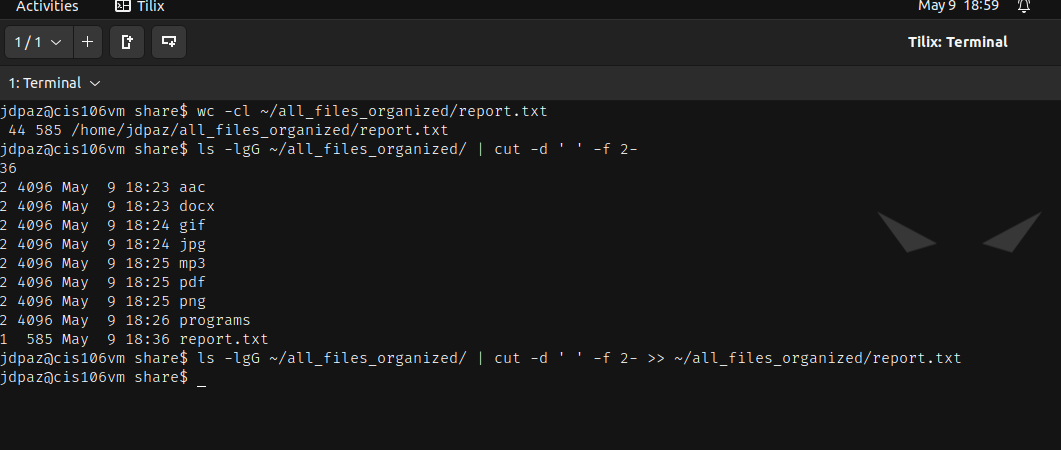 Activities Tilix May 9 18:59
1 / 1 Tilix: Terminal
1: Terminal
jdpaz@cis106vm share$ wc -cl ~/all_files_organized/report.txt
 44 585 /home/jdpaz/all_files_organized/report.txt
jdpaz@cis106vm share$ ls -lgG ~/all_files_organized/ | cut -d ' ' -f 2-
36
2 4096 May  9 18:23 aac
2 4096 May  9 18:23 docx
2 4096 May  9 18:24 gif
2 4096 May  9 18:24 jpg
2 4096 May  9 18:25 mp3
2 4096 May  9 18:25 pdf
2 4096 May  9 18:25 png
2 4096 May  9 18:26 programs
1  585 May  9 18:36 report.txt
jdpaz@cis106vm share$ ls -lgG ~/all_files_organized/ | cut -d ' ' -f 2- >> ~/all_files_organized/report.txt
jdpaz@cis106vm share$ _